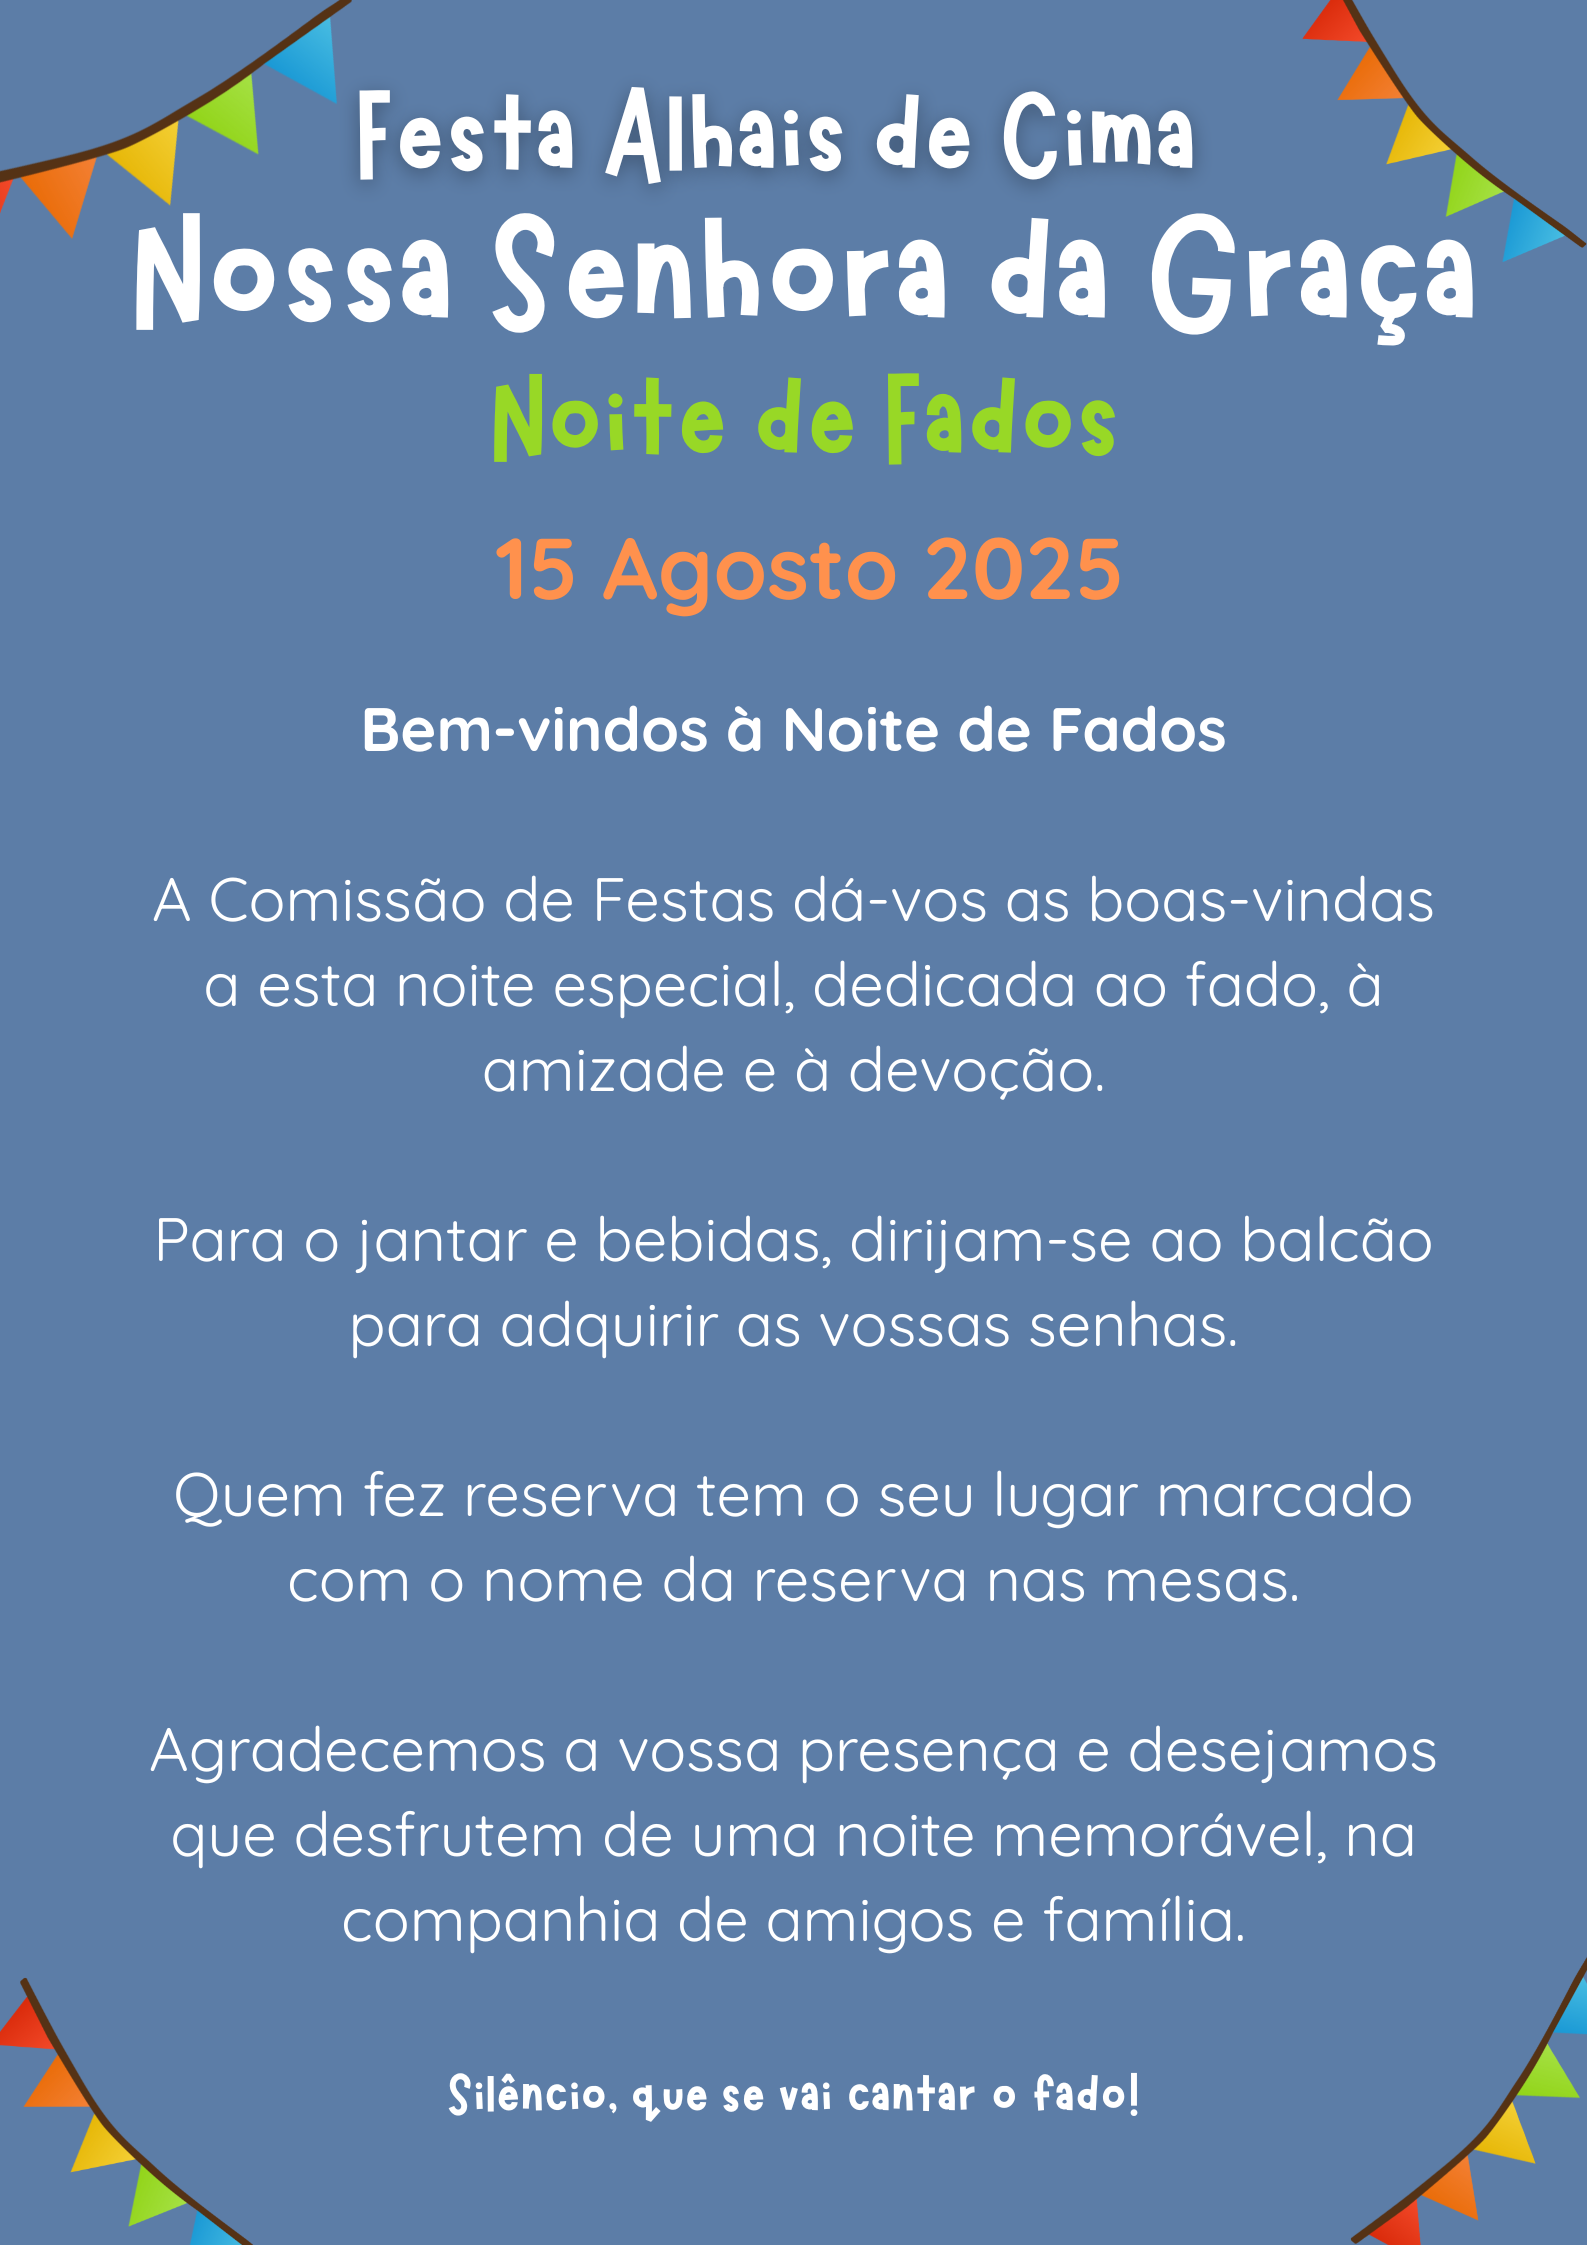 Festa Alhais de Cima
Nossa Senhora da Graça
Noite de Fados
15 Agosto 2025
Bem-vindos à Noite de Fados
A Comissão de Festas dá-vos as boas-vindas
a esta noite especial, dedicada ao fado, à
amizade e à devoção.
Para o jantar e bebidas, dirijam-se ao balcão
para adquirir as vossas senhas.
Quem fez reserva tem o seu lugar marcado
com o nome da reserva nas mesas.
Agradecemos a vossa presença e desejamos
que desfrutem de uma noite memorável, na
companhia de amigos e família.
Silêncio, que se vai cantar o fado!